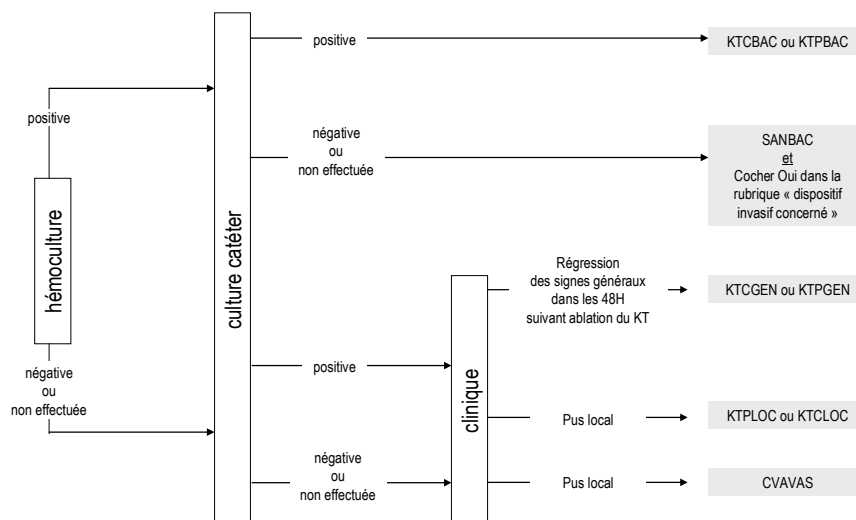 positive
KTCBAC ou KTPBAC
positive
négative
ou
non effectuée
SANBAC
et
Cocher Oui dans la
rubrique « dispositif
invasif concerné »
hémoculture
culture catéter
Régression
des signes généraux
dans les 48H
suivant ablation du KT
KTCGEN ou KTPGEN
négative
ou
non effectuée
positive
clinique
Pus local
KTPLOC ou KTCLOC
négative
ou
non effectuée
Pus local
CVAVAS